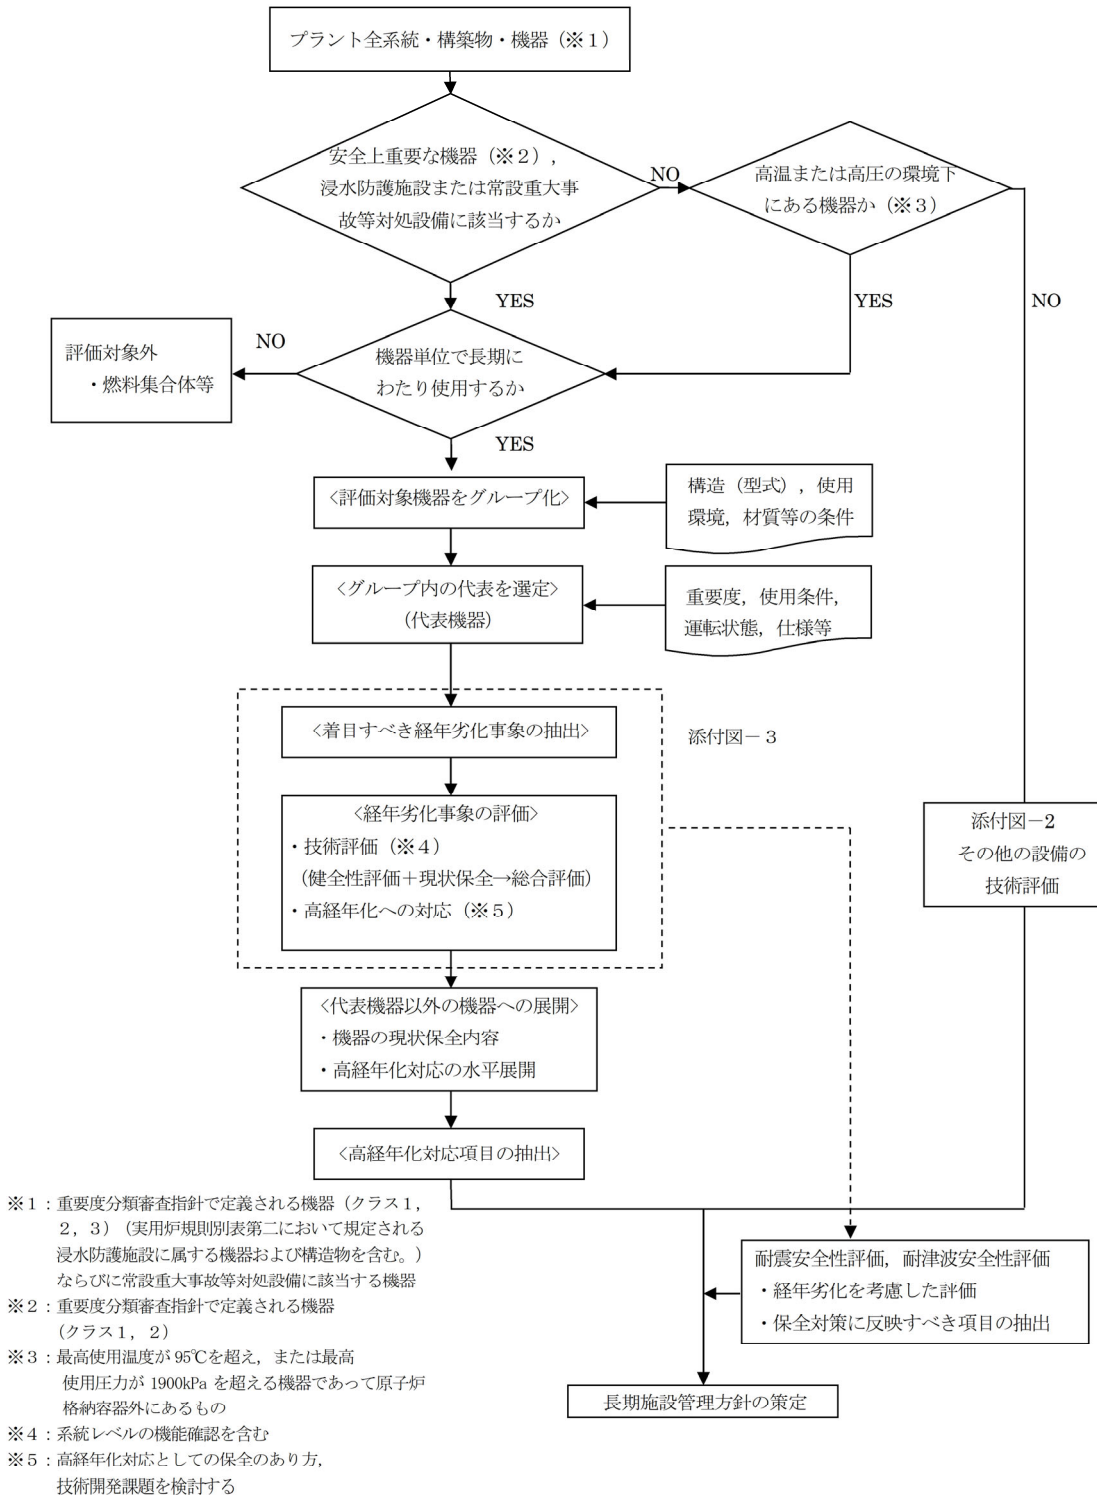 プラント全系統・構築物・機器（※１）
安全上重要な機器（※２），
浸水防護施設または常設重大事
故等対処設備に該当するか
NO
高温または高圧の環境下
にある機器か（※３）
YES
YES
NO
評価対象外
・燃料集合体等
NO
機器単位で長期に
わたり使用するか
YES
<評価対象機器をグループ化>
構造（型式），使用
環境，材質等の条件
<グループ内の代表を選定>
（代表機器）
重要度，使用条件，
運転状態，仕様等
<着目すべき経年劣化事象の抽出>
添付図－３
<経年劣化事象の評価>
・技術評価（※４）
（健全性評価＋現状保全→総合評価）
・高経年化への対応（※５）
添付図－2
その他の設備の
技術評価
<代表機器以外の機器への展開>
・機器の現状保全内容
・高経年化対応の水平展開
<高経年化対応項目の抽出>
耐震安全性評価，耐津波安全性評価
・経年劣化を考慮した評価
・保全対策に反映すべき項目の抽出
長期施設管理方針の策定
※１：重要度分類審査指針で定義される機器（クラス１，
２，３）（実用炉規則別表第二において規定される
浸水防護施設に属する機器および構造物を含む。）
ならびに常設重大事故等対処設備に該当する機器
※２：重要度分類審査指針で定義される機器
（クラス１，２）
※３：最高使用温度が 95℃を超え，または最高
使用圧力が 1900kPa を超える機器であって原子炉
格納容器外にあるもの
※４：系統レベルの機能確認を含む
※５：高経年化対応としての保全のあり方，
技術開発課題を検討する